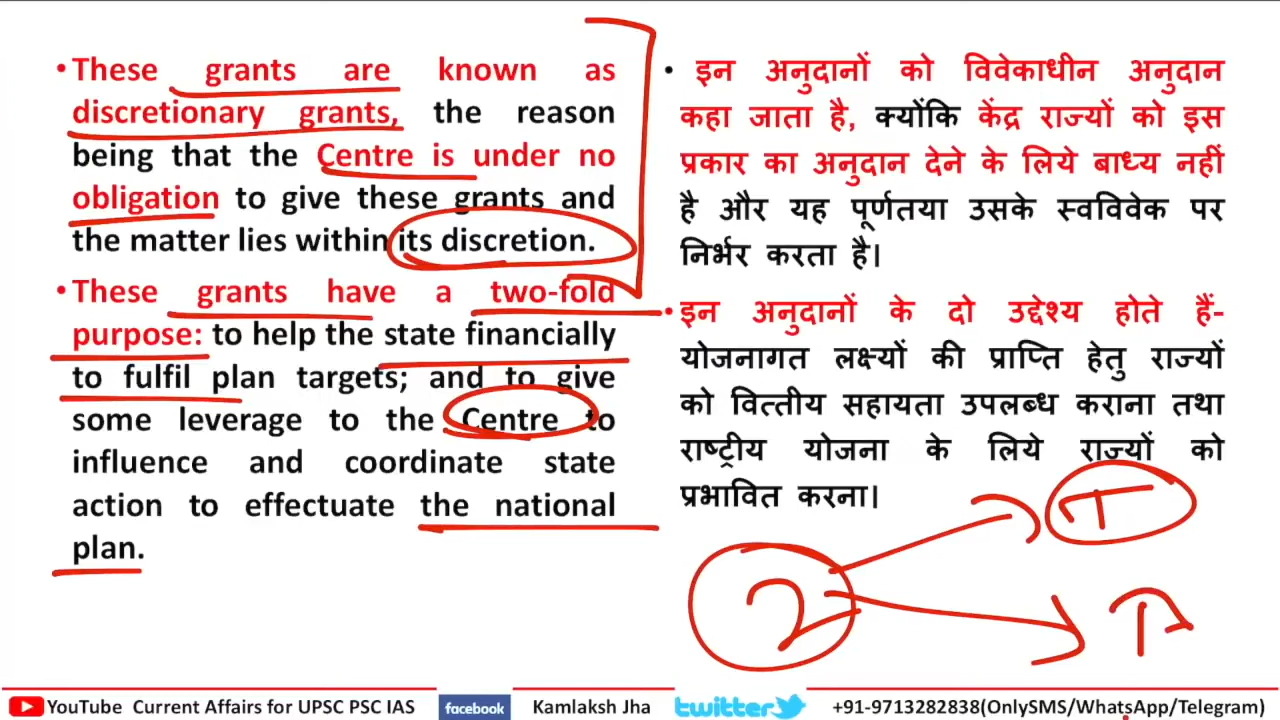 •These grants are known as
discretionary grants, the reason
being that the Centre is under no
obligation to give these grants and
the matter lies within its discretion.
•These grants have a two-fold
purpose: to help the state financially
to fulfil plan targets; and to give
some leverage to the Centre to
influence and coordinate state
action to effectuate the national
plan.
• इन अनुदानों को विवेकाधीन अनुदान
कहा जाता है, क्योंकि केंद्र राज्यों को इस
प्रकार का अनुदान देने के लिये बाध्य नहीं
है और यह पूर्णतया उसके स्वविवेक पर
निर्भर करता है।
• इन अनुदानों के दो उद्देश्य होते हैं-
योजनागत लक्ष्यों की प्राप्ति हेतु राज्यों
को वित्तीय सहायता उपलब्ध कराना तथा
राष्ट्रीय योजना के लिये राज्यों को
प्रभावित करना।
2
YouTube Current Affairs for UPSC PSC IAS facebook Kamlaksh Jha twitter +91-9713282838(OnlySMS/WhatsApp/Telegram)